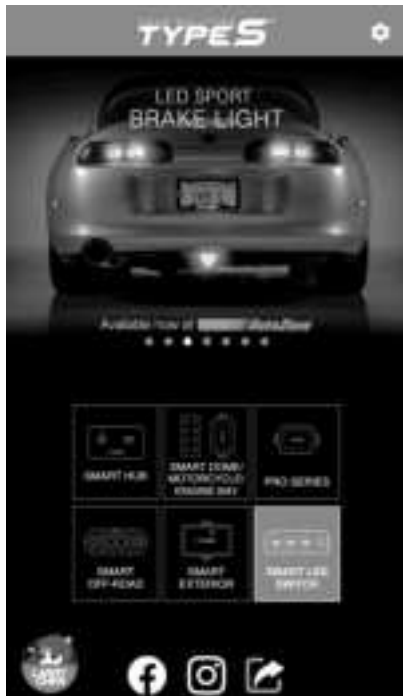 TYPE S
LED SPORT
BRAKE LIGHT
Available now at AutoZone
SMART HUB
SMART DOME/
MOTORCYCLE/
ENGINE BAY
PRO SERIES
SMART
OFF-ROAD
SMART
EXTERIOR
SMART LED
SWITCH